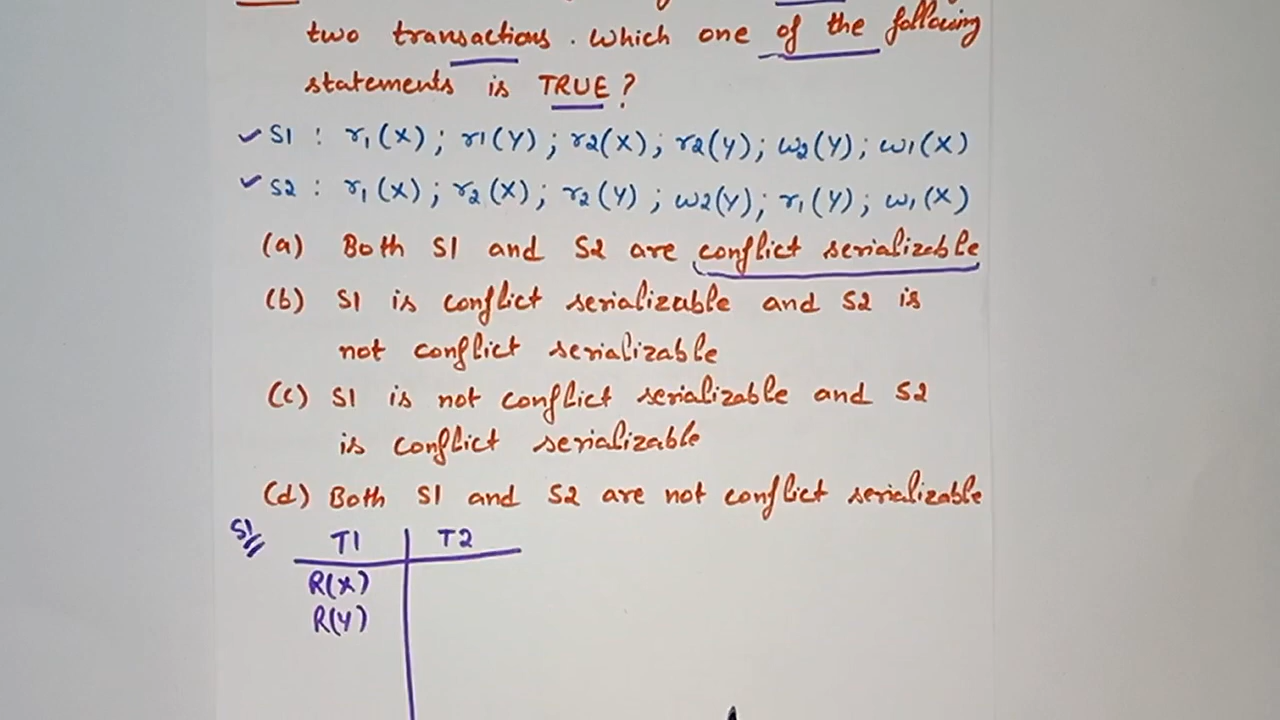 two transactions. Which one of the following
statements is TRUE?
S1 : r1(X); r1(Y); r2(X); r2(Y); w2(Y); w1(X)
S2 : r1(X); r2(X); r2(Y); w2(Y); r1(Y); w1(X)
(a) Both S1 and S2 are conflict serializable
(b) S1 is conflict serializable and S2 is
not conflict serializable
(c) S1 is not conflict serializable and S2
is conflict serializable
(d) Both S1 and S2 are not conflict serializable
S1
T1 T2
R(X)
R(Y)